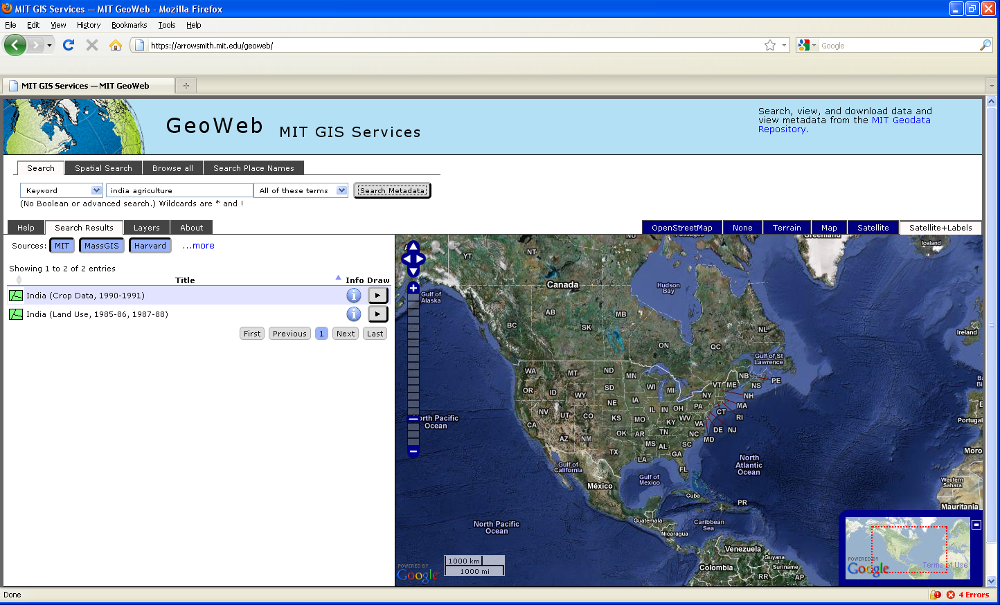 MIT GIS Services — MIT GeoWeb - Mozilla Firefox
File Edit View History Bookmarks Tools Help
https://arrowsmith.mit.edu/geoweb/
Google
MIT GIS Services — MIT GeoWeb
GeoWeb MIT GIS Services
Search, view, and download data and
view metadata from the MIT Geodata
Repository.
Search Spatial Search Browse all Search Place Names
Keyword india agriculture All of these terms Search Metadata
(No Boolean or advanced search.) Wildcards are * and !
Help Search Results Layers About
OpenStreetMap None Terrain Map Satellite Satellite+Labels
Sources: MIT MassGIS Harvard ...more
Showing 1 to 2 of 2 entries
Title Info Draw
India (Crop Data, 1990-1991)
India (Land Use, 1985-86, 1987-88)
First Previous 1 Next Last
Passages
NU
Greenland
Iceland
YT
NT
Canada
Hudson
Bay
Gulf of
Alaska
AB
MB
BC
SK
NL
Ireland
ON
QC
Gulf of St
Lawrence
WA
MT
ND
MN
NB
PE
OR
ID
SD
WI
MI
VT
ME
NS
WY
NY
NH
NE
IA
IL
IN
OH
PA
MA
NV
UT
CO
KS
MO
KY
WV
VA
CT
RI
North Pacific
Ocean
CA
OK
AR
TN
NC
DE
NJ
Portugal
AZ
NM
MS
AL
SC
MD
TX
GA
LA
FL
Gulf of
California
Gulf of
Mexico
North
Atlantic
Ocean
Moro
México
Western
Sahara
Cuba
PR
Mauritania
Guatemala
Caribbean
Sea
North Pacific
Ocean
Nicaragua
Venezuela
Guyana
Suriname
Colombia
RR
AP
1000 km
1000 mi
POWERED BY
Google
POWERED BY
Google
Terms of Use
Done
4 Errors